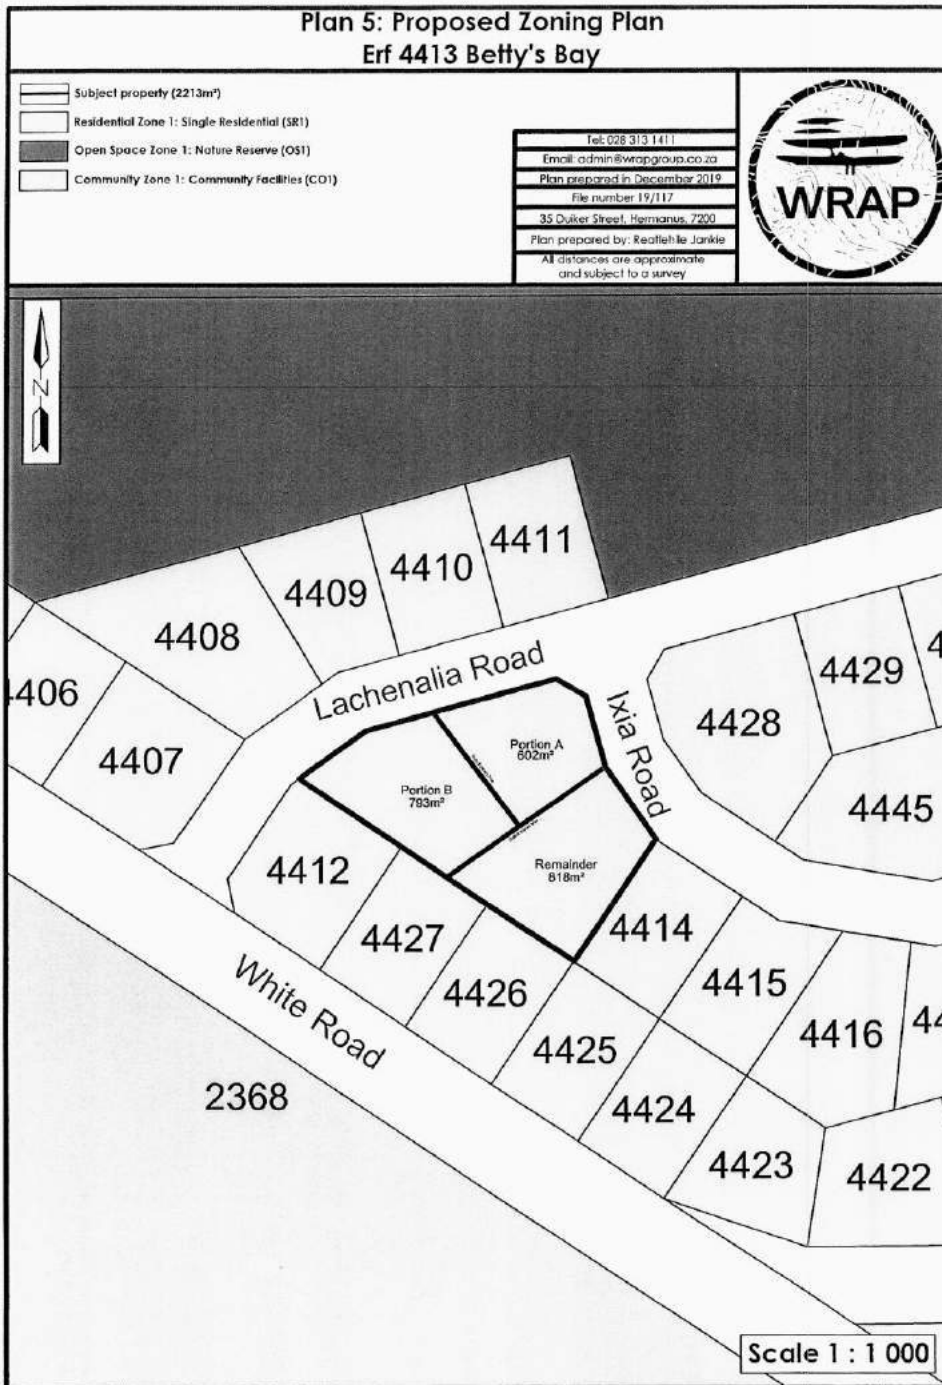 Plan 5: Proposed Zoning Plan
Erf 4413 Betty's Bay
Subject property (2213m²)
Residential Zone 1: Single Residential (SR1)
Open Space Zone 1: Nature Reserve (OS1)
Community Zone 1: Community Facilities (CO1)
Tel: 028 313 1411
Email: admin@wrapgroup.co.za
Plan prepared in December 2019
File number 19/117
35 Duiker Street, Hermanus, 7200
Plan prepared by: Reatlehile Jankie
All distances are approximate
and subject to a survey
WRAP
N
4411
4410
4409
4408
4406
4407
Lachenalia Road
Ixia Road
4429
4428
4445
Portion A
602m²
Portion B
793m²
Remainder
818m²
4412
4427
4426
4425
4424
4423
4422
4414
4415
4416
White Road
2368
Scale 1 : 1 000